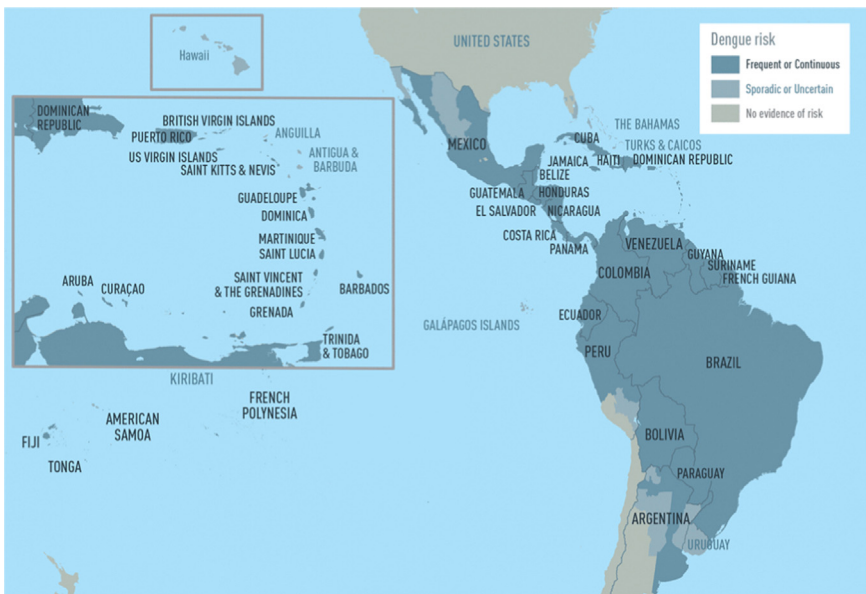 Hawaii
UNITED STATES
Dengue risk
Frequent or Continuous
Sporadic or Uncertain
No evidence of risk
DOMINICAN
REPUBLIC
BRITISH VIRGIN ISLANDS
PUERTO RICO
ANGUILLA
US VIRGIN ISLANDS
ANTIGUA &
BARBUDA
SAINT KITTS & NEVIS
GUADELOUPE
DOMINICA
MARTINIQUE
SAINT LUCIA
SAINT VINCENT
& THE GRENADINES
BARBADOS
GRENADA
ARUBA
CURAÇAO
TRINIDA
& TOBAGO
MEXICO
CUBA
THE BAHAMAS
TURKS & CAICOS
JAMAICA
HAITI
DOMINICAN REPUBLIC
BELIZE
GUATEMALA
HONDURAS
EL SALVADOR
NICARAGUA
COSTA RICA
PANAMA
VENEZUELA
GUYANA
SURINAME
FRENCH GUIANA
COLOMBIA
GALÁPAGOS ISLANDS
ECUADOR
PERU
BRAZIL
BOLIVIA
PARAGUAY
ARGENTINA
URUGUAY
KIRIBATI
FRENCH
POLYNESIA
AMERICAN
SAMOA
FIJI
TONGA